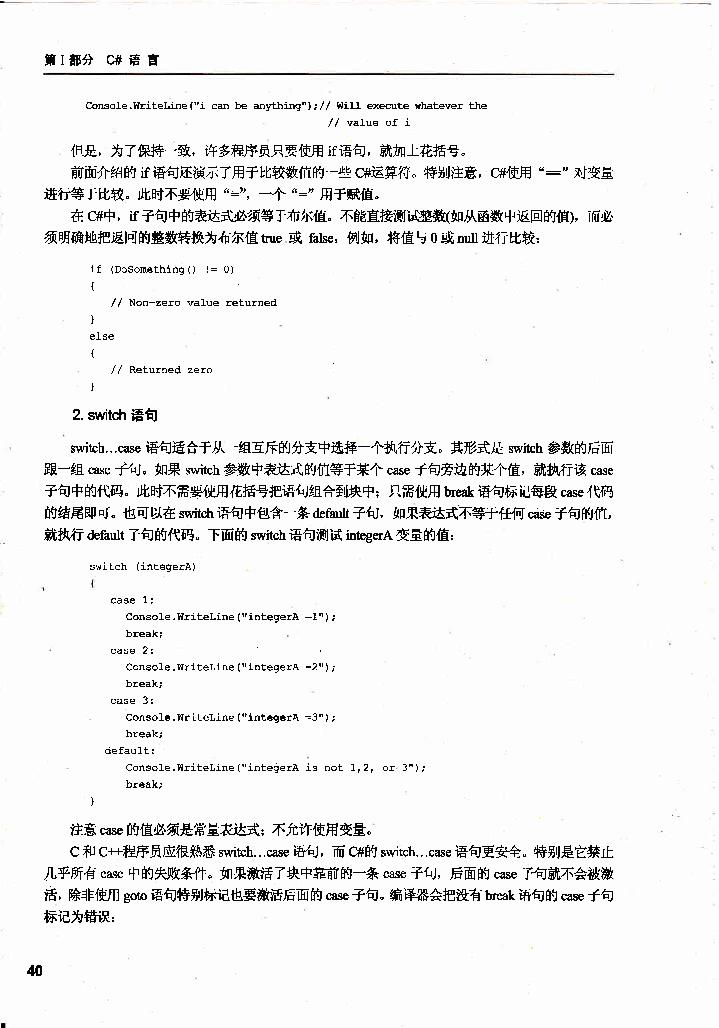 第 I 部分 C# 语 言
Console.WriteLine("i can be anything");// Will execute whatever the
// value of i
但是，为了保持一致，许多程序员只要使用 if 语句，就加上花括号。
前面介绍的 if 语句还演示了用于比较数值的一些 C#运算符。特别注意，C#使用“==”对变量
进行等于比较。此时不要使用“=”，一个“=”用于赋值。
在 C#中，if 子句中的表达式必须等于布尔值。不能直接测试整数(如从函数中返回的值)，而必
须明确地把返回的整数转换为布尔值 true 或 false，例如，将值与 0 或 null 进行比较：
if (DoSomething() != 0)
{
// Non-zero value returned
}
else
{
// Returned zero
}
2. switch 语句
switch…case 语句适合于从一组互斥的分支中选择一个执行分支。其形式是 switch 参数的后面
跟一组 case 子句。如果 switch 参数中表达式的值等于某个 case 子句旁边的某个值，就执行该 case
子句中的代码。此时不需要使用花括号把语句组合到块中；只需使用 break 语句标记每段 case 代码
的结尾即可。也可以在 switch 语句中包含一条 default 子句，如果表达式不等于任何 case 子句的值，
就执行 default 子句的代码。下面的 switch 语句测试 integerA 变量的值：
switch (integerA)
{
case 1:
Console.WriteLine("integerA =1");
break;
case 2:
Console.WriteLine("integerA =2");
break;
case 3:
Console.WriteLine("integerA =3");
break;
default:
Console.WriteLine("integerA is not 1,2, or 3");
break;
}
注意 case 的值必须是常量表达式；不允许使用变量。
C 和 C++程序员应很熟悉 switch…case 语句，而 C#的 switch…case 语句更安全。特别是它禁止
几乎所有 case 中的失败条件。如果激活了块中靠前的一条 case 子句，后面的 case 子句就不会被激
活，除非使用 goto 语句特别标记也要激活后面的 case 子句。编译器会把没有 break 语句的 case 子句
标记为错误：
40